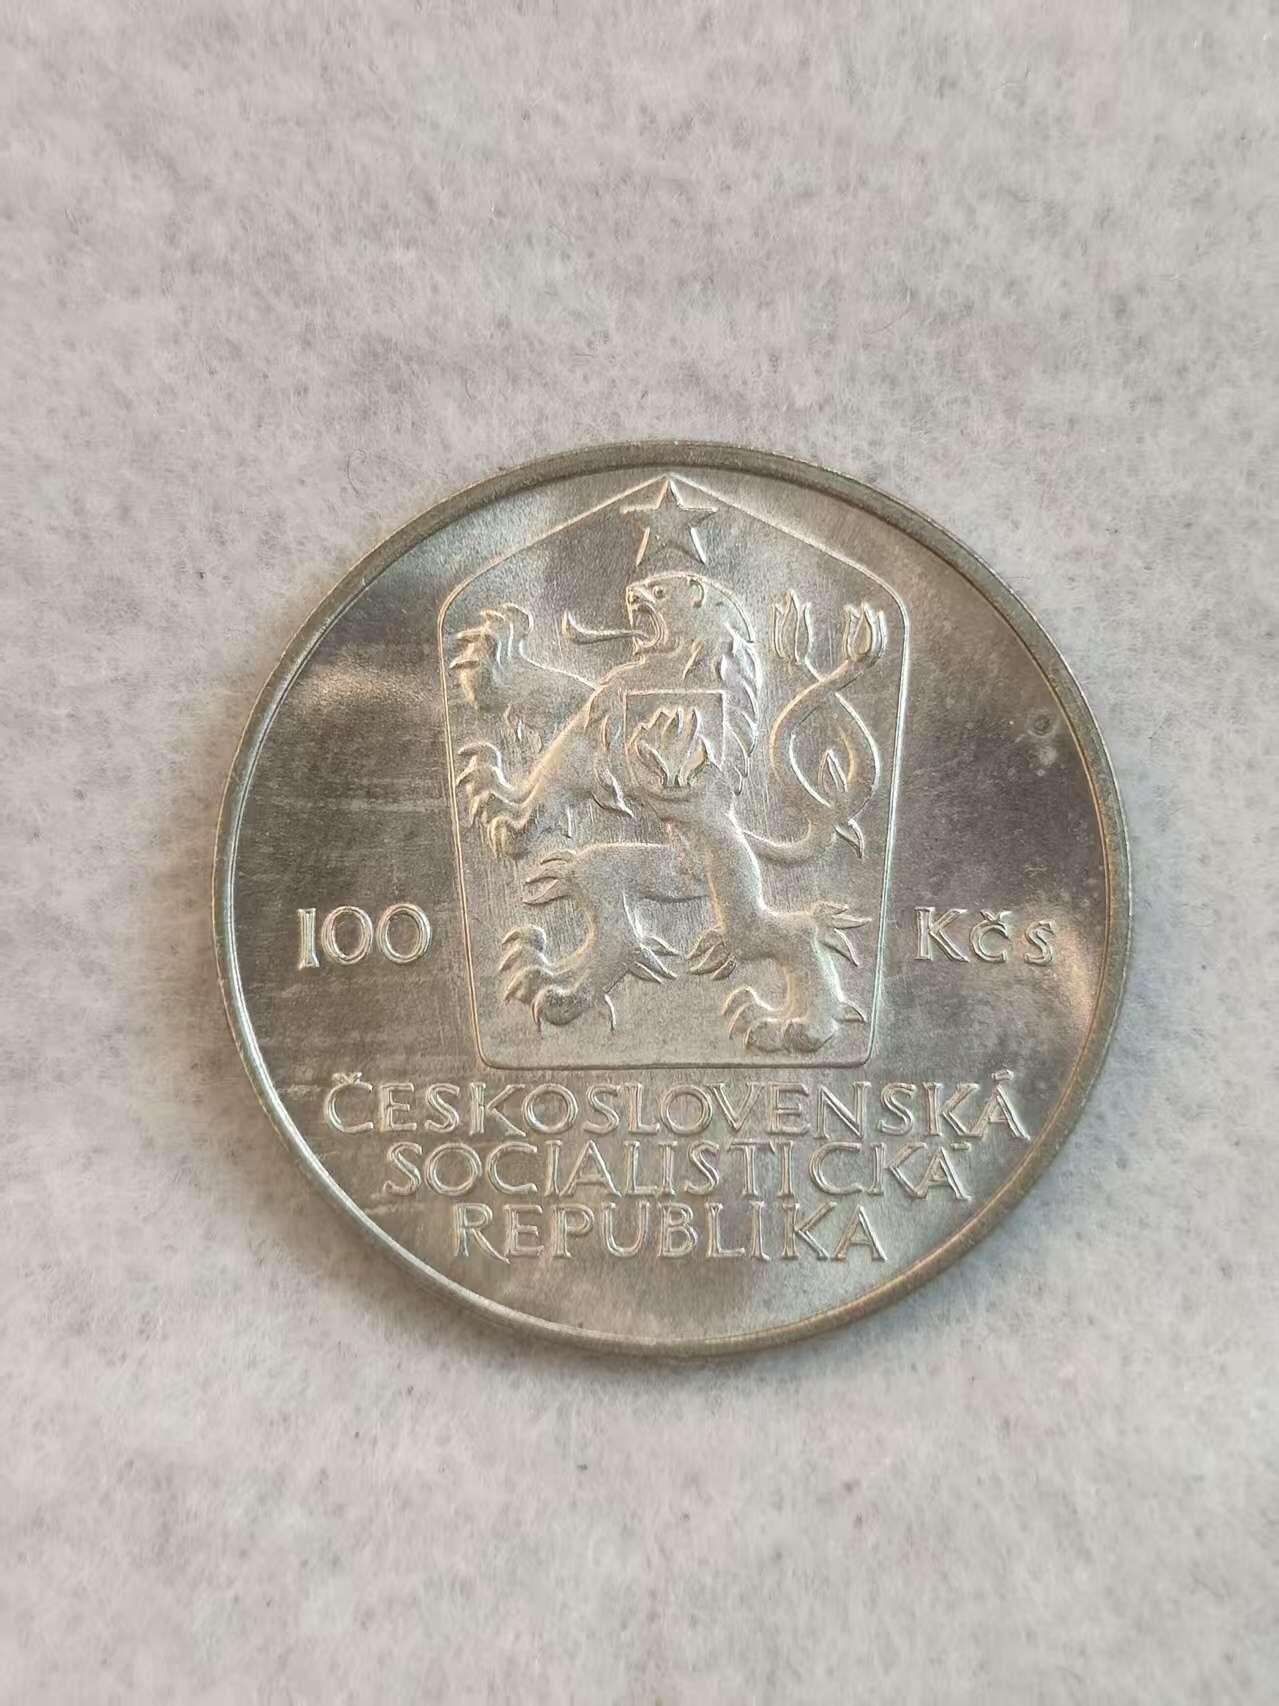 100 Kčs
ČESKOSLOVENSKÁ
SOCIALISTICKÁ
REPUBLIKA